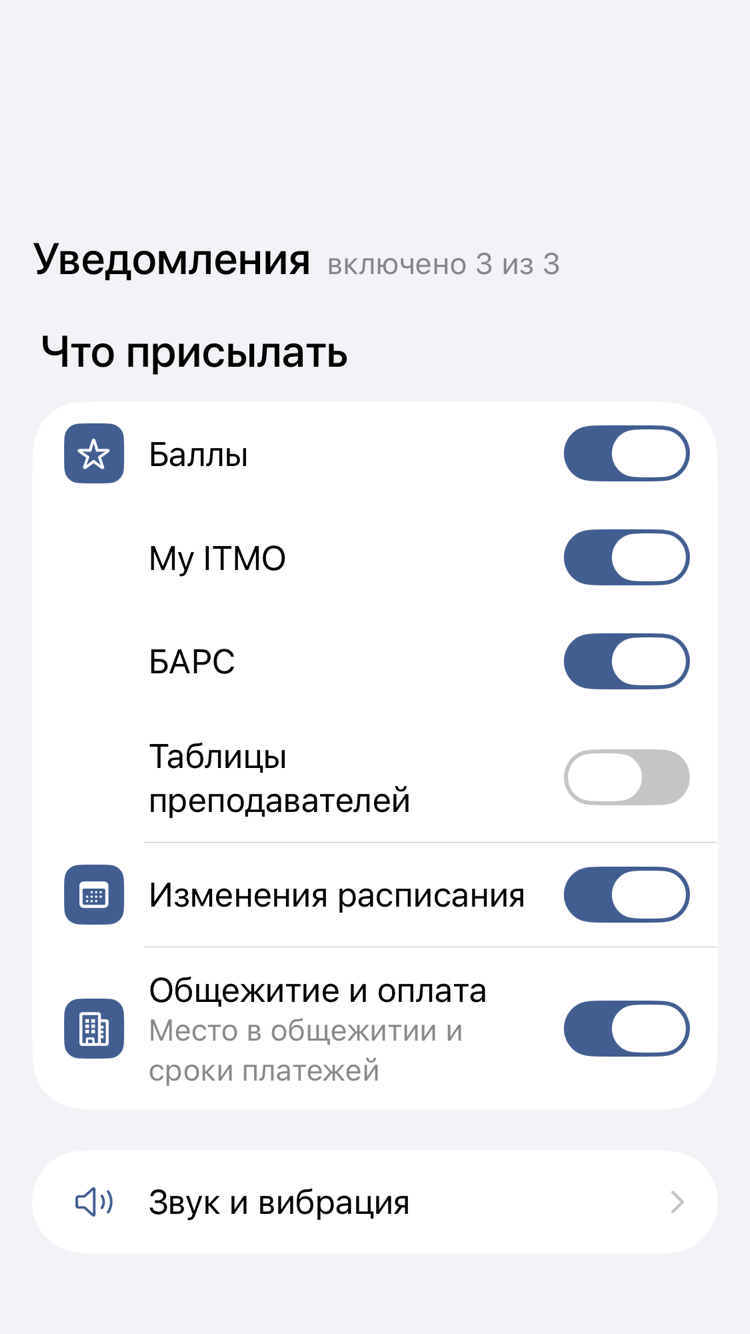 Уведомления включено 3 из 3
Что присылать
Баллы
My ITMO
БАРС
Таблицы
преподавателей
Изменения расписания
Общежитие и оплата
Место в общежитии и
сроки платежей
Звук и вибрация